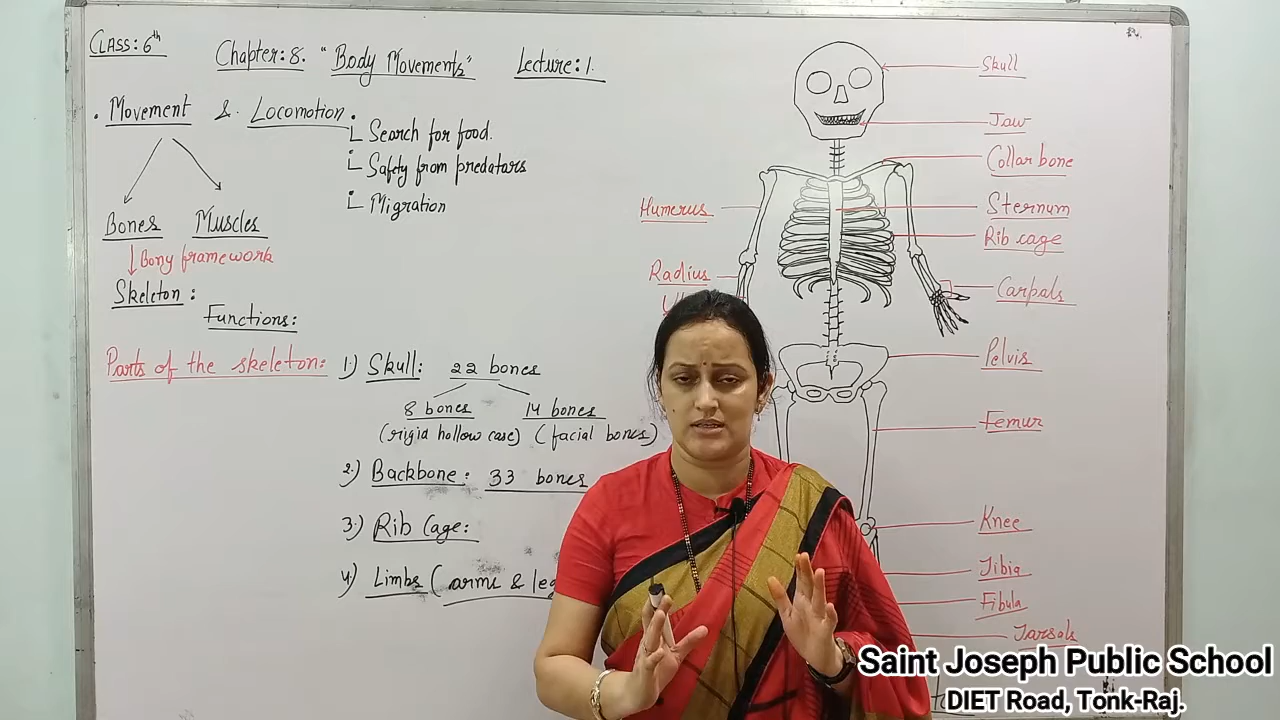 CLASS: 6th
Chapter: 8. "Body Movements" Lecture: 1.
. Movement & Locomotion.
Search for food.
Safety from predatars
Migration
Bones Muscles
Bony framework
Skeleton:
Functions:
Parts of the skeleton: 1) Skull: 22 bones
8 bones 14 bones
(rigid hollow case) (facial bones)
2.) Backbone: 33 bones
3.) Rib Cage:
4) Limbs (arms &
Skull
Jaw
Collar bone
Humerus
Sternum
Rib cage
Radius
Carpals
Pelvis
Femur
Knee
Tibia
Fibula
Tarsals
Saint Joseph Public School
DIET Road, Tonk-Raj.